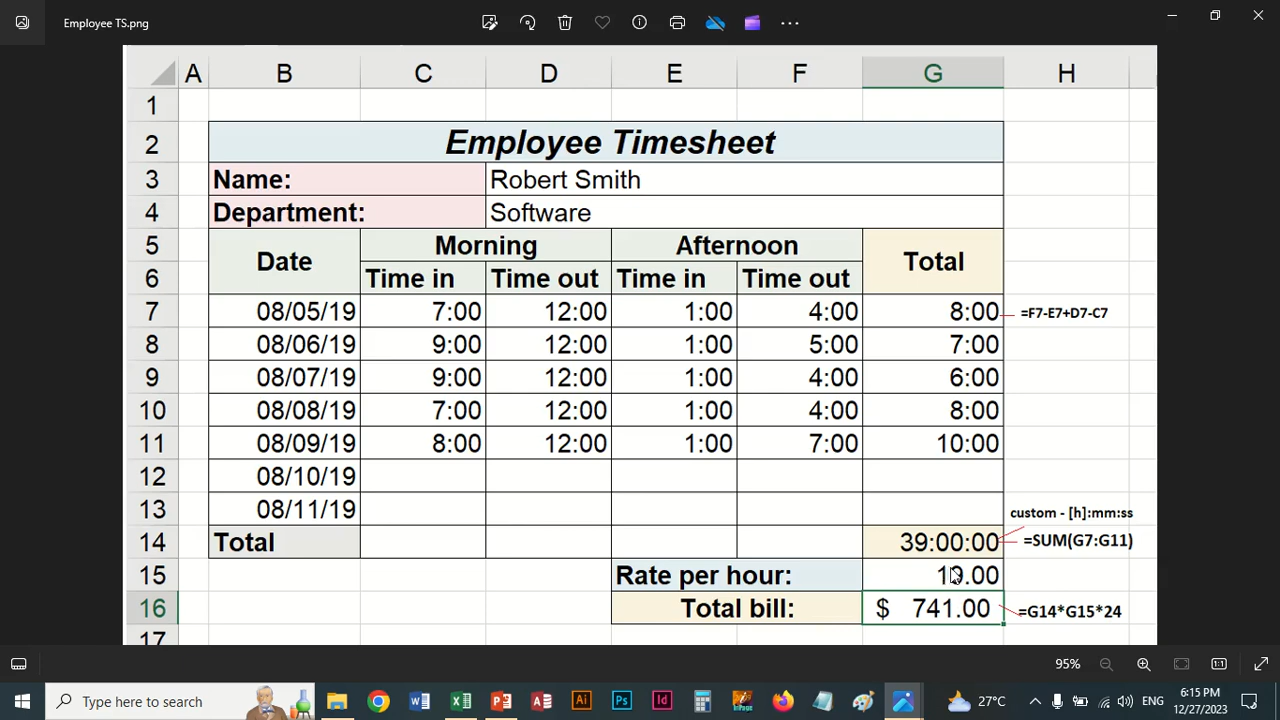 Employee TS.png
A B C D E F G H
1
2 Employee Timesheet
3 Name: Robert Smith
4 Department: Software
5 Date Morning Afternoon Total
6 Time in Time out Time in Time out
7 08/05/19 7:00 12:00 1:00 4:00 8:00 =F7-E7+D7-C7
8 08/06/19 9:00 12:00 1:00 5:00 7:00
9 08/07/19 9:00 12:00 1:00 4:00 6:00
10 08/08/19 7:00 12:00 1:00 4:00 8:00
11 08/09/19 8:00 12:00 1:00 7:00 10:00
12 08/10/19
13 08/11/19 custom - [h]:mm:ss
14 Total 39:00:00 =SUM(G7:G11)
15 Rate per hour: 19.00
16 Total bill: $ 741.00 =G14*G15*24
17
95% 1:1
Type here to search Ai Ps Id 27°C ENG 6:15 PM
12/27/2023